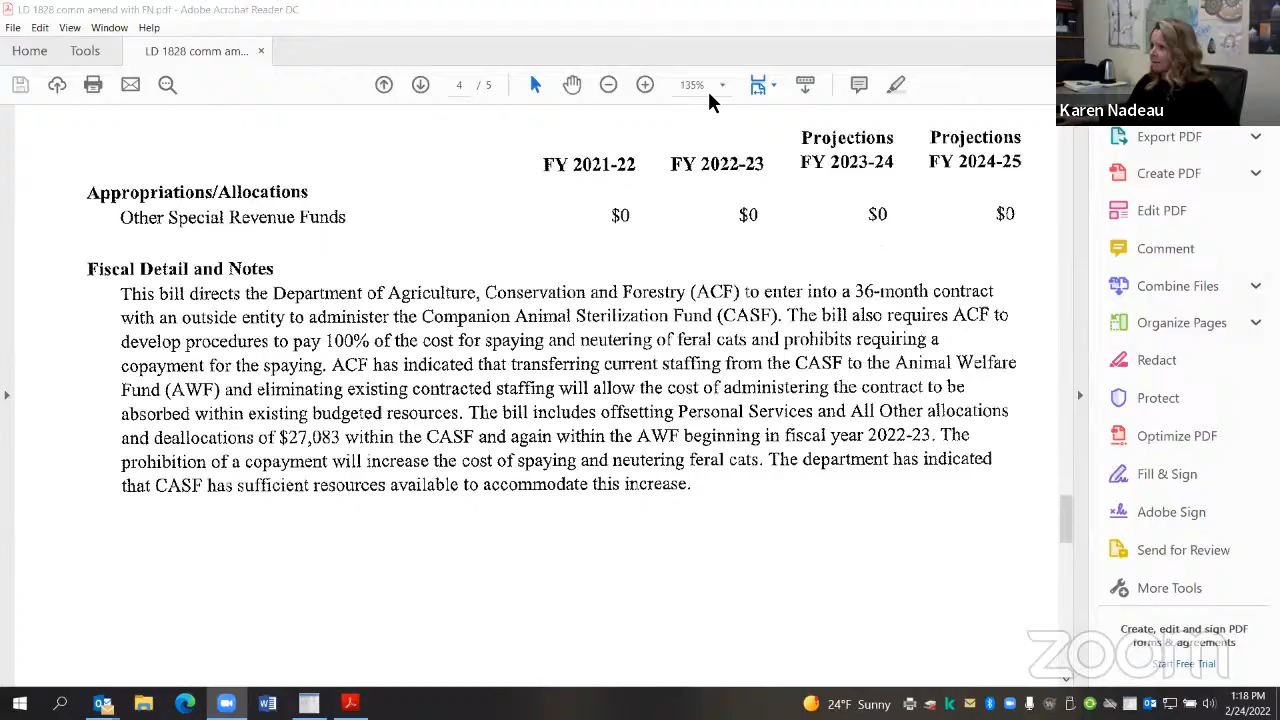 LD 1828 comm amend with FN.pdf - Adobe Acrobat Reader DC
File Edit View Window Help
Home Tools LD 1828 comm am... ×
4 / 5 135%
Karen Nadeau
Projections Projections
FY 2021-22 FY 2022-23 FY 2023-24 FY 2024-25
Appropriations/Allocations
Other Special Revenue Funds $0 $0 $0 $0
Fiscal Detail and Notes
This bill directs the Department of Agriculture, Conservation and Forestry (ACF) to enter into a 36-month contract
with an outside entity to administer the Companion Animal Sterilization Fund (CASF). The bill also requires ACF to
develop procedures to pay 100% of the cost for spaying and neutering of feral cats and prohibits requiring a
copayment for the spaying. ACF has indicated that transferring current staffing from the CASF to the Animal Welfare
Fund (AWF) and eliminating existing contracted staffing will allow the cost of administering the contract to be
absorbed within existing budgeted resources. The bill includes offsetting Personal Services and All Other allocations
and deallocations of $27,083 within the CASF and again within the AWF beginning in fiscal year 2022-23. The
prohibition of a copayment will increase the cost of spaying and neutering feral cats. The department has indicated
that CASF has sufficient resources available to accommodate this increase.
Export PDF
Create PDF
Edit PDF
Comment
Combine Files
Organize Pages
Redact
Protect
Optimize PDF
Fill & Sign
Adobe Sign
Send for Review
More Tools
Create, edit and sign PDF
forms & agreements
Start Free Trial
zoom
24°F Sunny
1:18 PM
2/24/2022